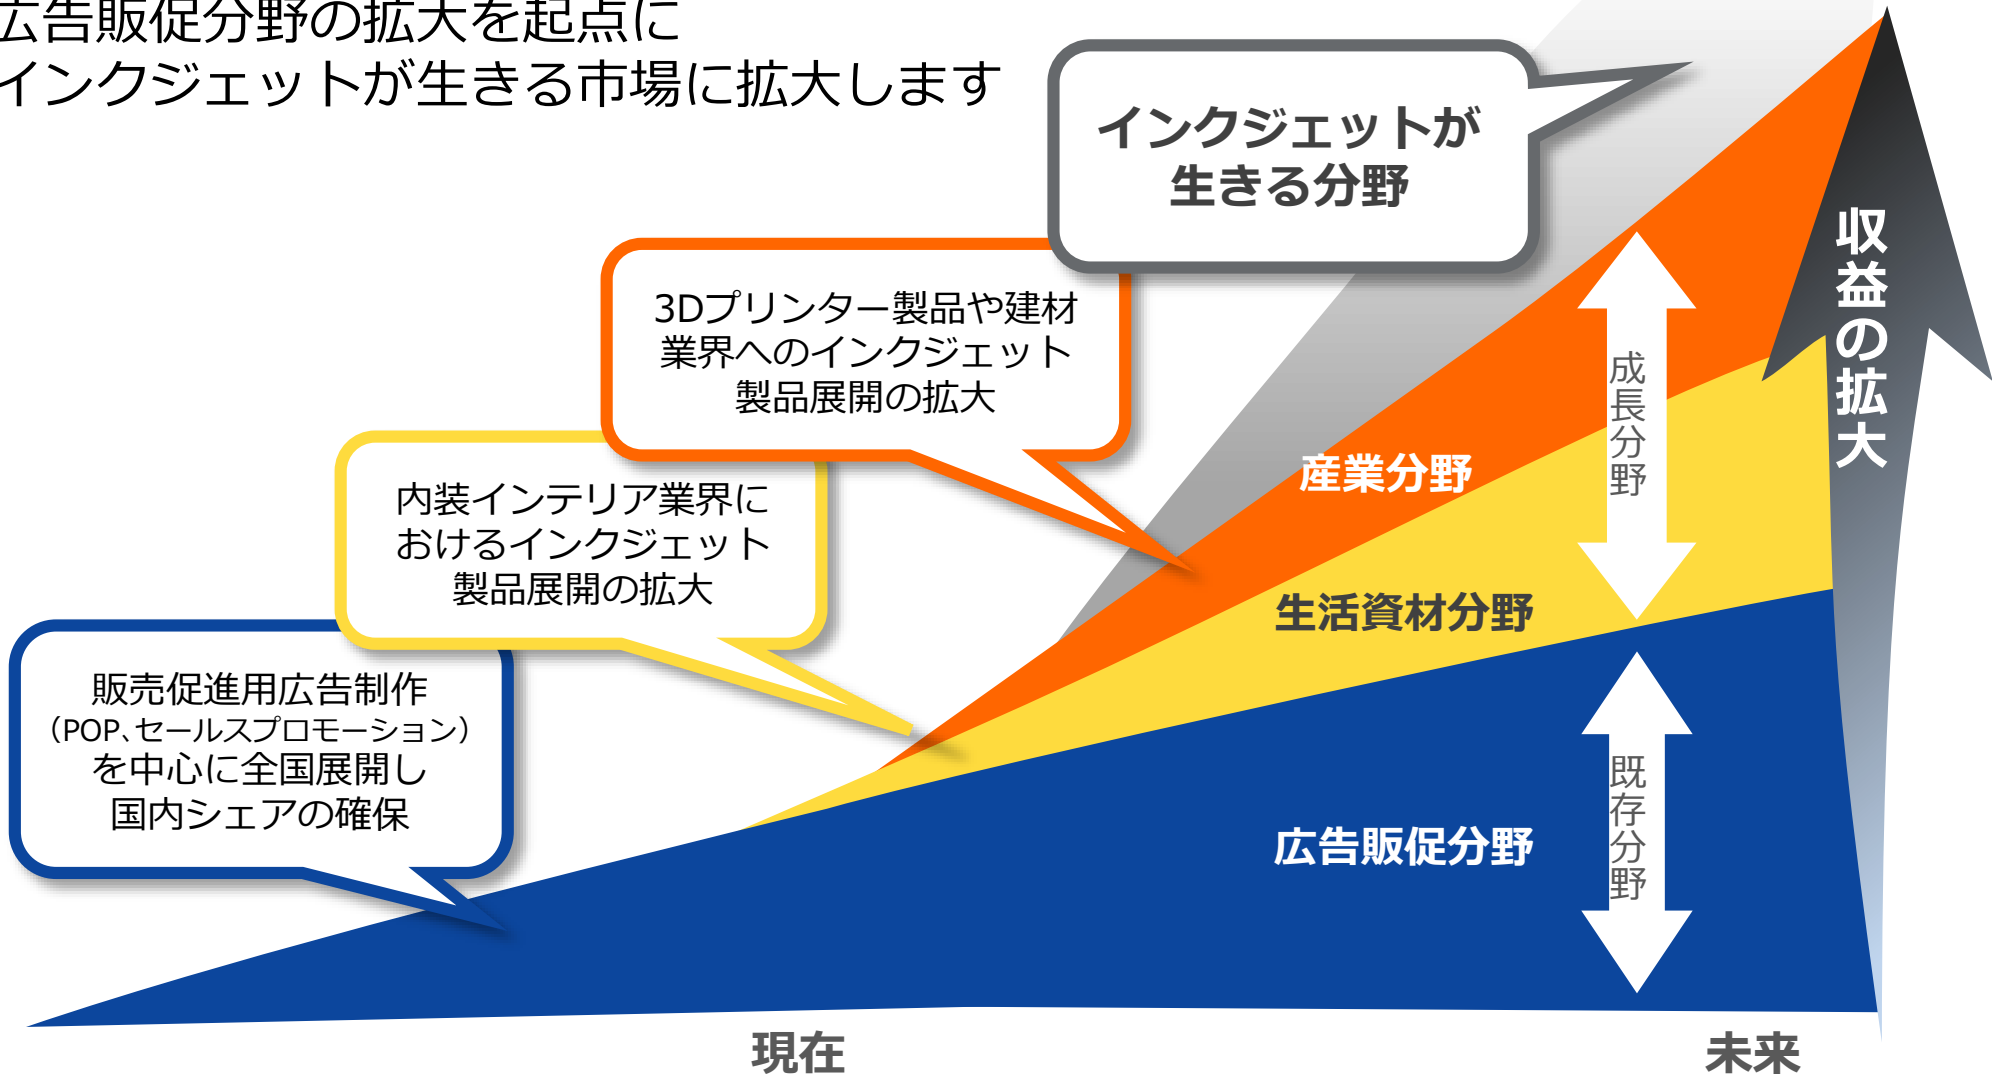 広告販促分野の拡大を起点に
インクジェットが生きる市場に拡大します
インクジェットが
生きる分野
3Dプリンター製品や建材
業界へのインクジェット
製品展開の拡大
内装インテリア業界に
おけるインクジェット
製品展開の拡大
販売促進用広告制作
（POP、セールスプロモーション）
を中心に全国展開し
国内シェアの確保
産業分野
生活資材分野
広告販促分野
成長分野
既存分野
収益の拡大
現在
未来